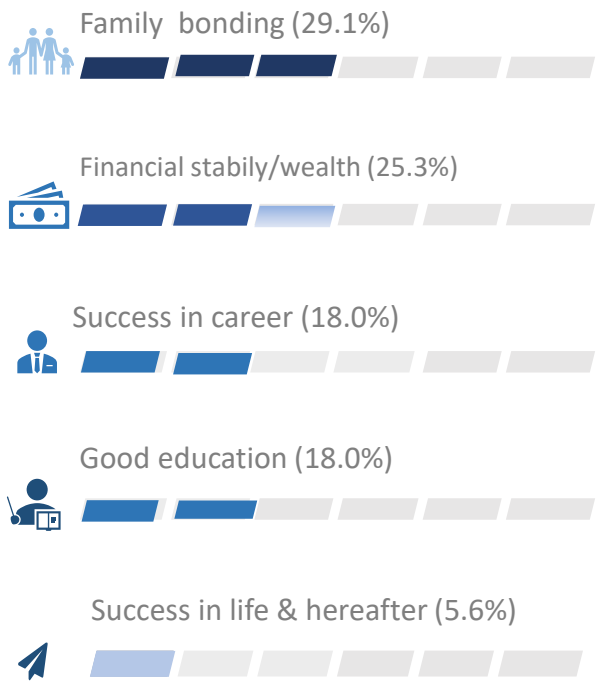 Family bonding (29.1%)
Financial stabily/wealth (25.3%)
Success in career (18.0%)
Good education (18.0%)
Success in life & hereafter (5.6%)